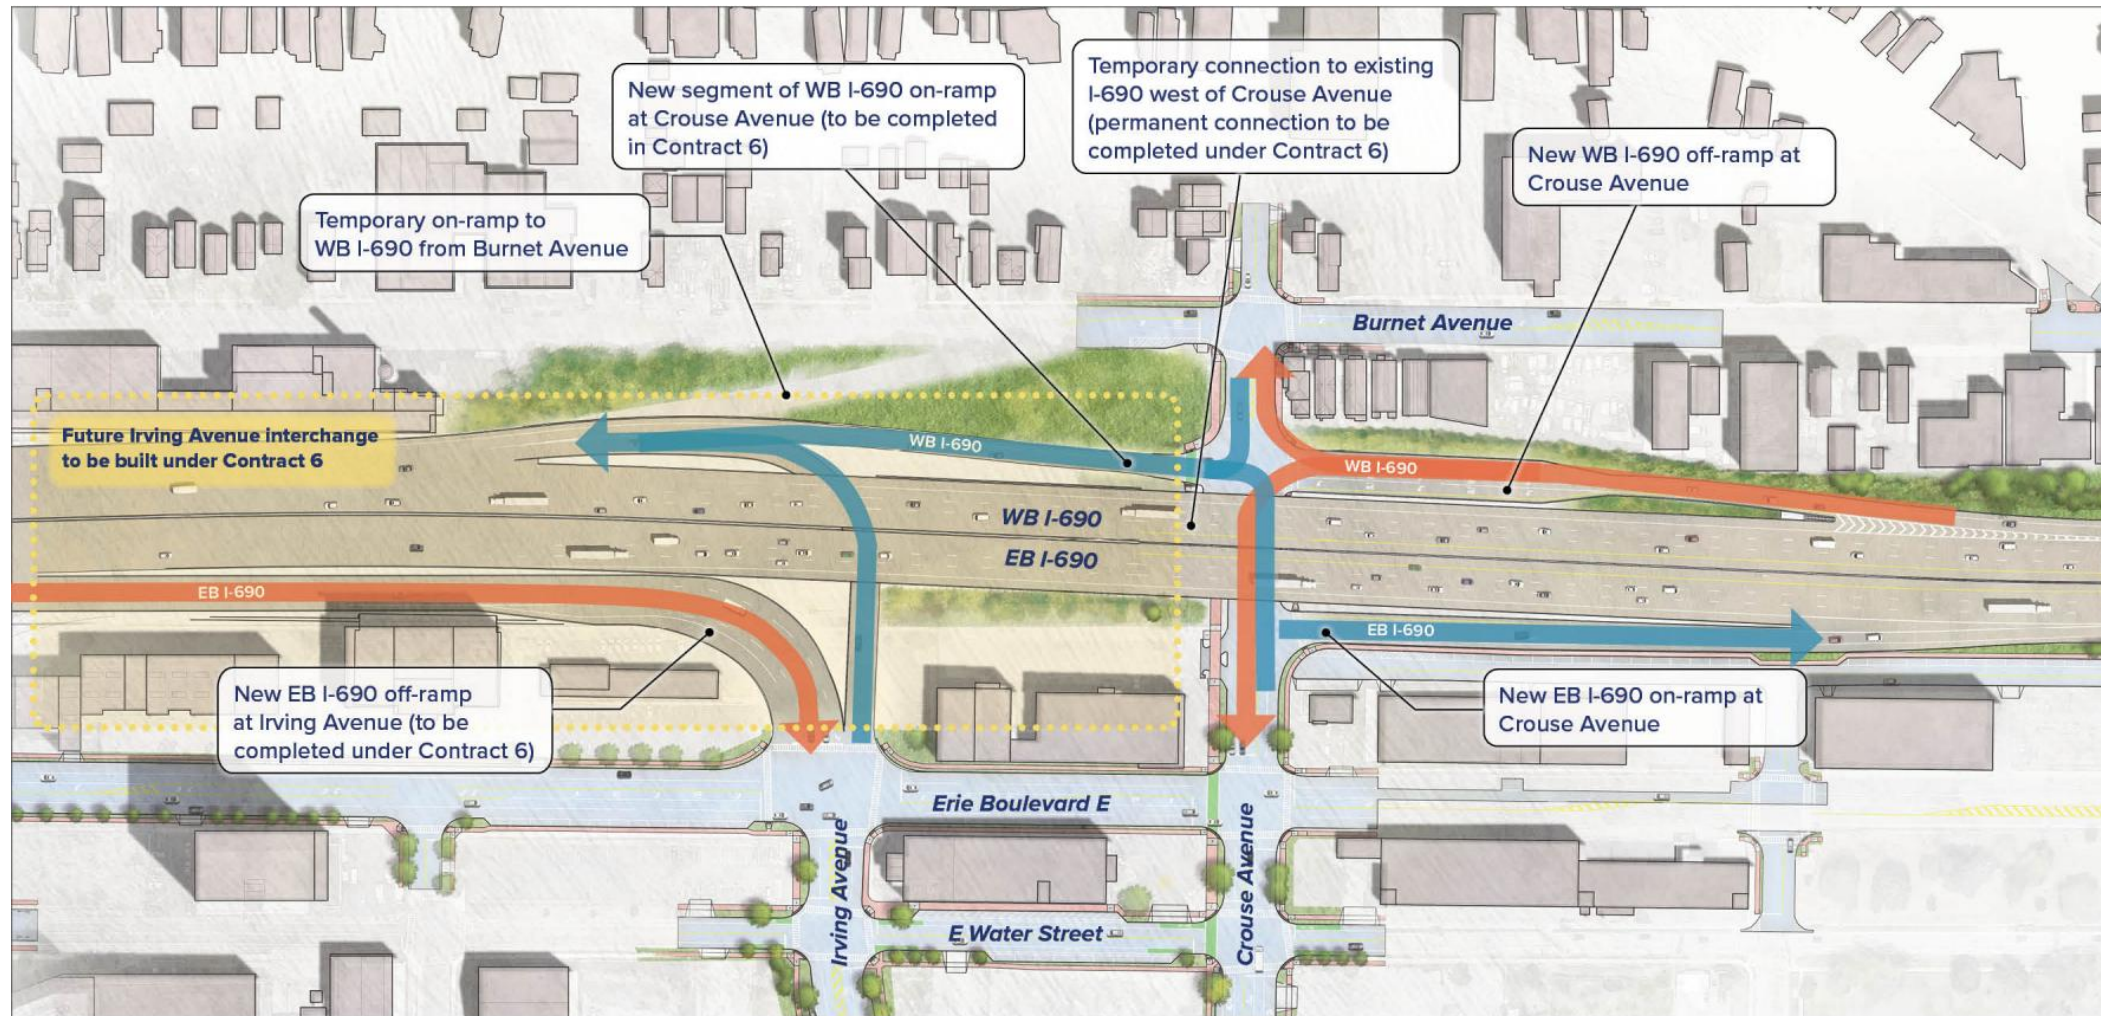 Temporary connection to existing
I-690 west of Crouse Avenue
(permanent connection to be
completed under Contract 6)
New segment of WB I-690 on-ramp
at Crouse Avenue (to be completed
in Contract 6)
New WB I-690 off-ramp at
Crouse Avenue
Temporary on-ramp to
WB I-690 from Burnet Avenue
Burnet Avenue
Future Irving Avenue interchange
to be built under Contract 6
WB I-690
WB I-690
WB I-690
EB I-690
EB I-690
EB I-690
New EB I-690 off-ramp
at Irving Avenue (to be
completed under Contract 6)
New EB I-690 on-ramp at
Crouse Avenue
Erie Boulevard E
Irving Avenue
Crouse Avenue
E Water Street